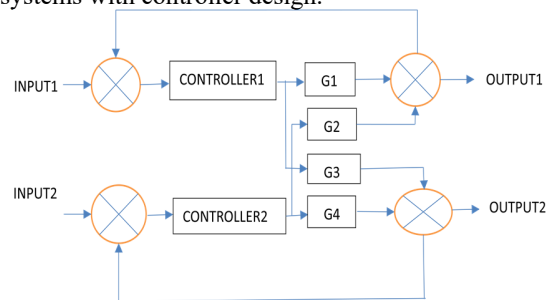 systems with controller design.
INPUT1
CONTROLLER1
G1
OUTPUT1
G2
G3
INPUT2
CONTROLLER2
G4
OUTPUT2